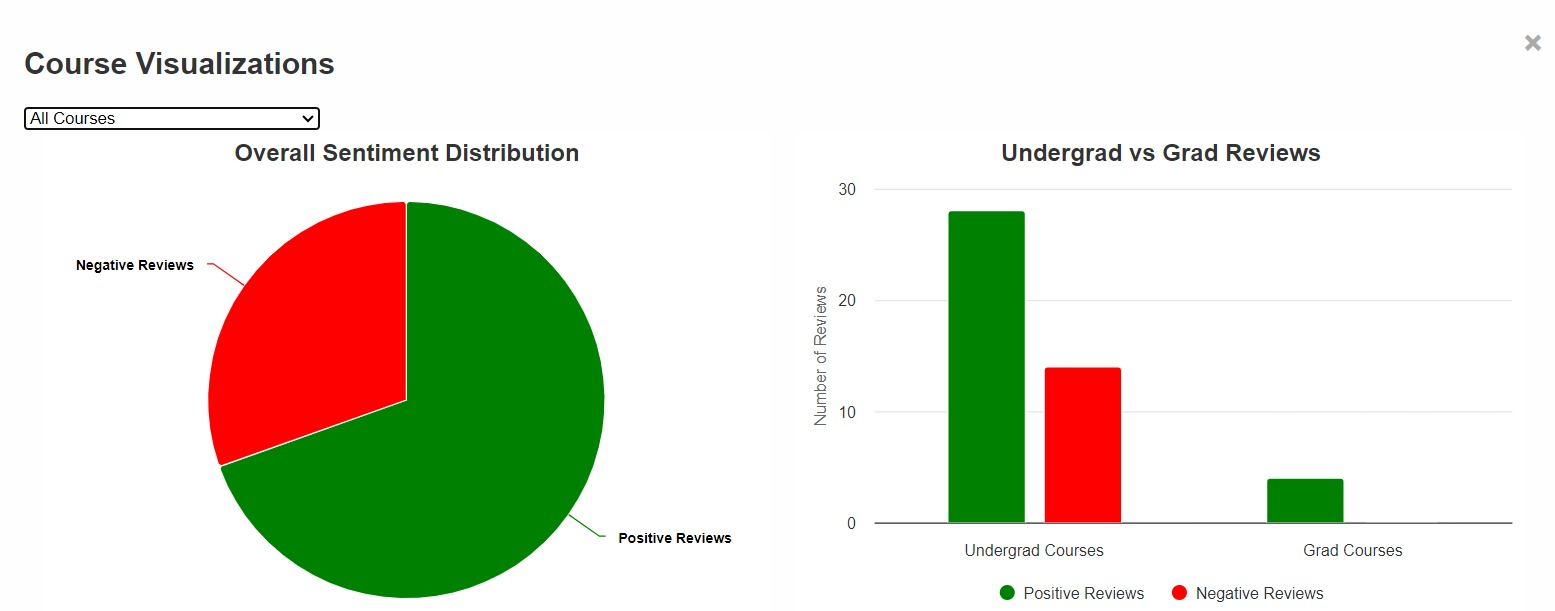 ×
Course Visualizations
All Courses
Overall Sentiment Distribution
Negative Reviews
Positive Reviews
Undergrad vs Grad Reviews
30
20
10
0
Number of Reviews
Undergrad Courses
Grad Courses
Positive Reviews
Negative Reviews